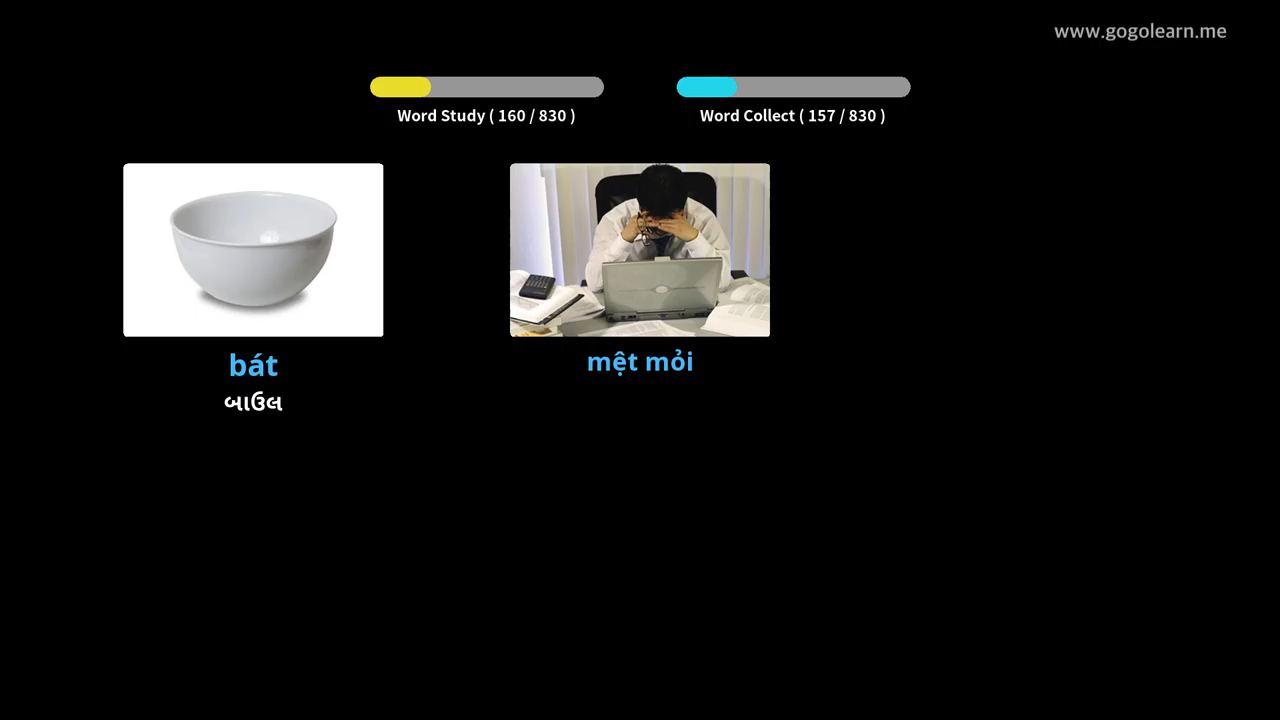 www.gogolearn.me
Word Study ( 160 / 830 )
Word Collect ( 157 / 830 )
bát
બાઉલ
mệt mỏi